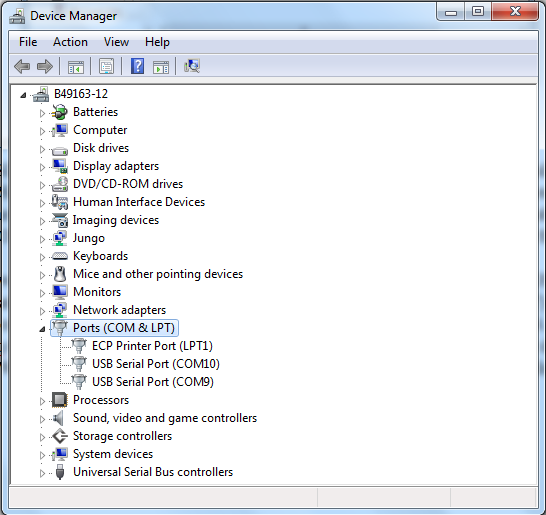 Device Manager
File Action View Help
?
B49163-12
Batteries
Computer
Disk drives
Display adapters
DVD/CD-ROM drives
Human Interface Devices
Imaging devices
Jungo
Keyboards
Mice and other pointing devices
Monitors
Network adapters
Ports (COM & LPT)
ECP Printer Port (LPT1)
USB Serial Port (COM10)
USB Serial Port (COM9)
Processors
Sound, video and game controllers
Storage controllers
System devices
Universal Serial Bus controllers